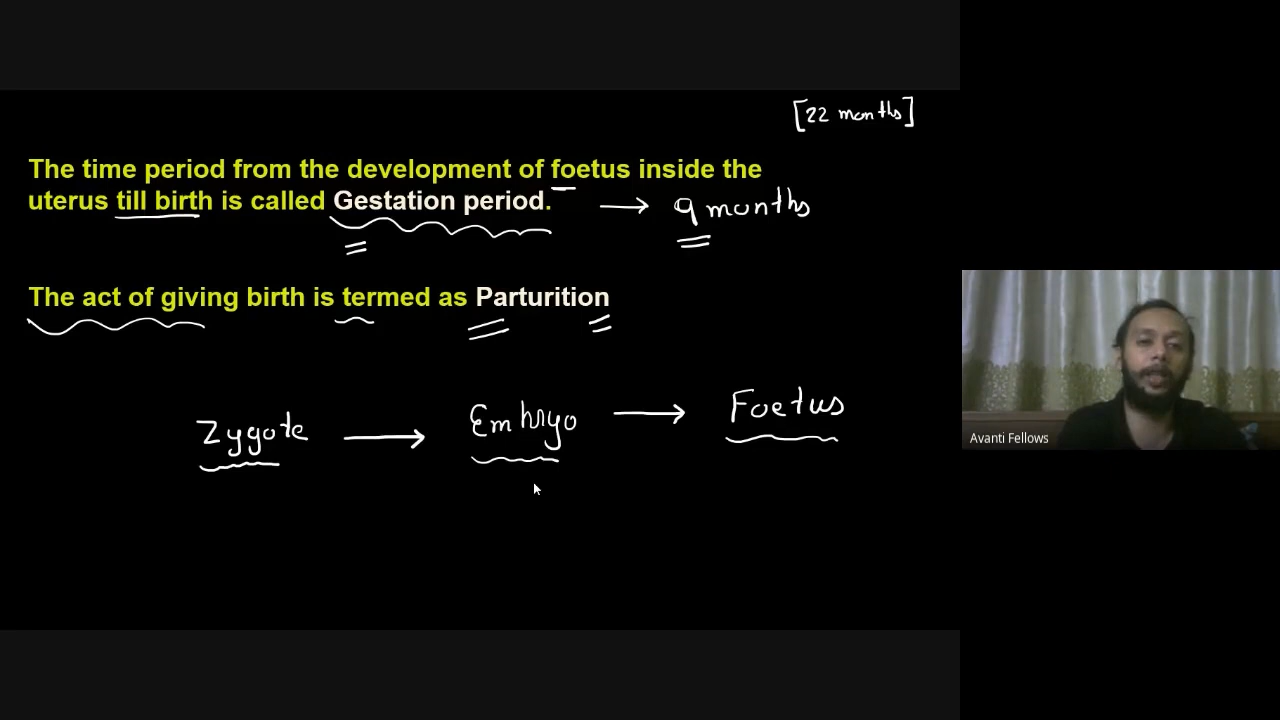 [22 months]
The time period from the development of foetus inside the
uterus till birth is called Gestation period. → 9 months
The act of giving birth is termed as Parturition
Zygote → Embryo → Foetus
Avanti Fellows